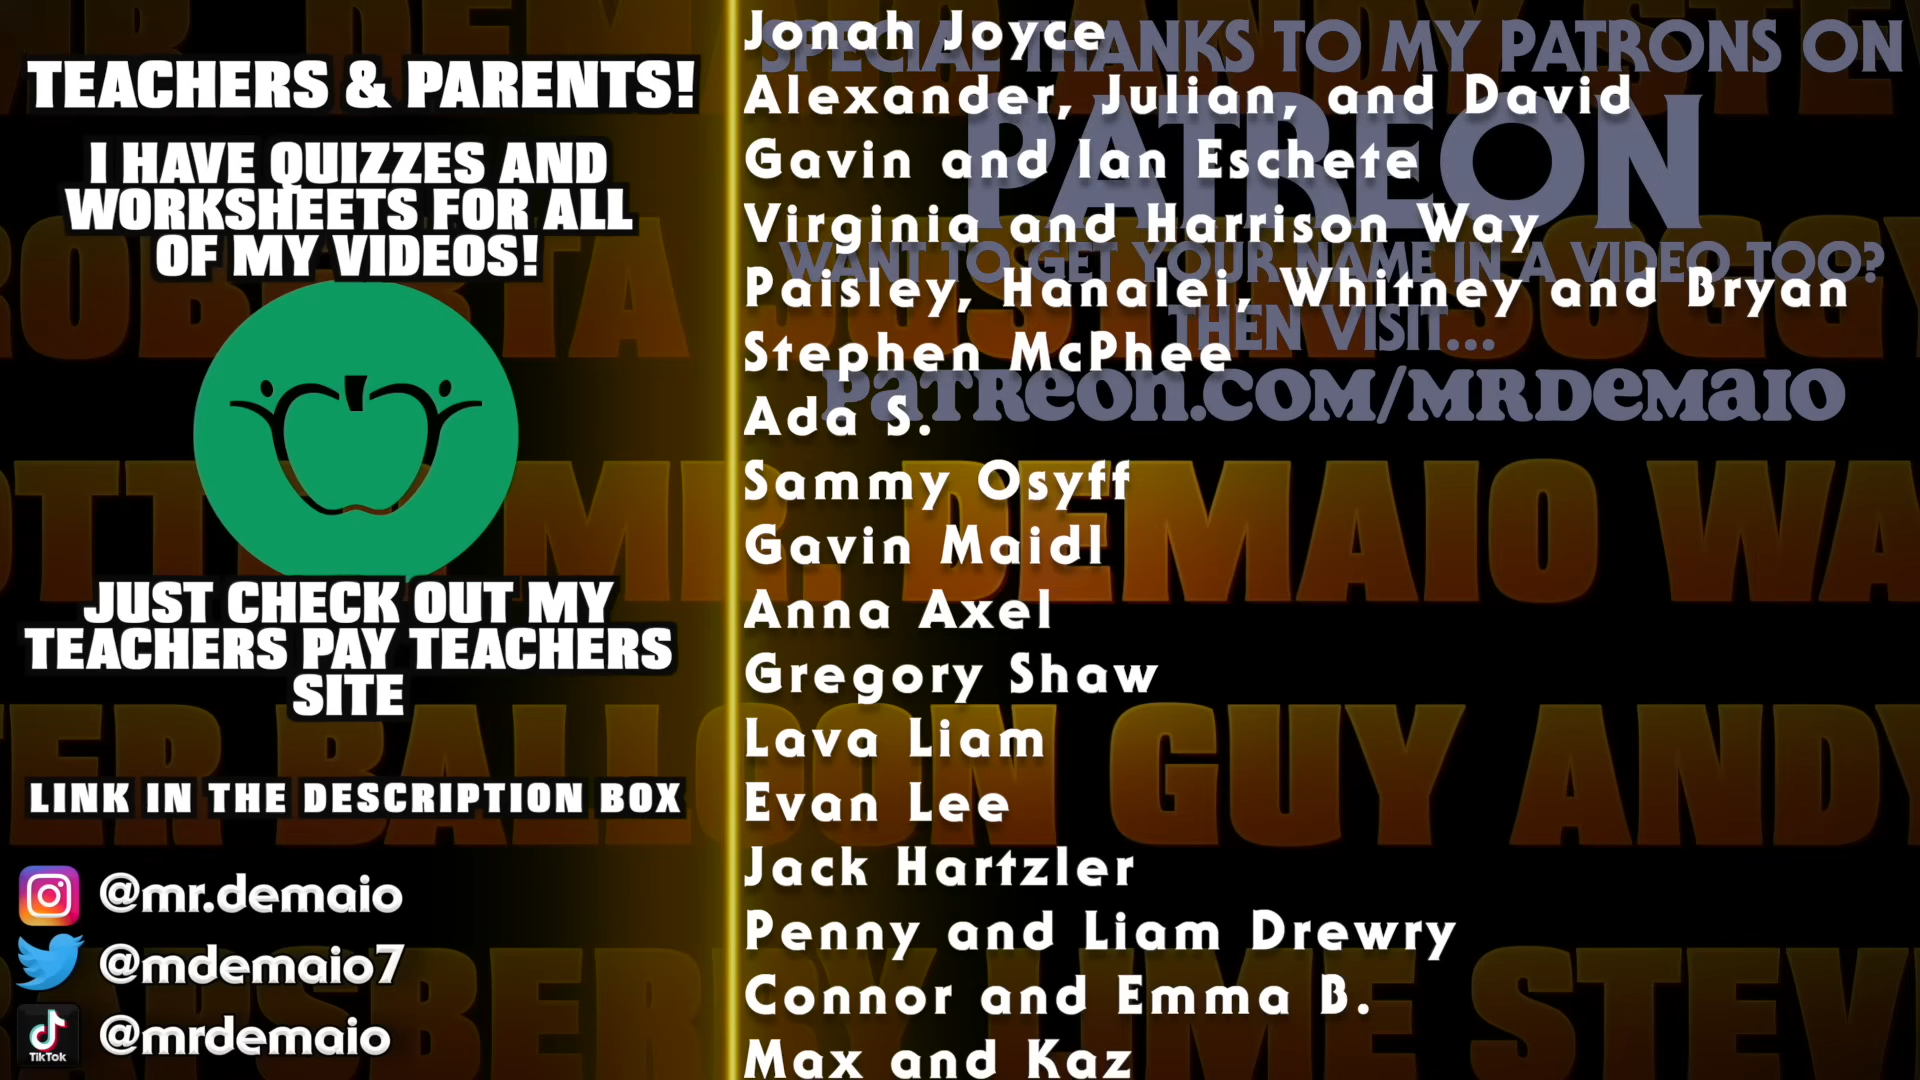 TEACHERS & PARENTS!
I HAVE QUIZZES AND
WORKSHEETS FOR ALL
OF MY VIDEOS!
JUST CHECK OUT MY
TEACHERS PAY TEACHERS
SITE
LINK IN THE DESCRIPTION BOX
@mr.demaio
@mdemaio7
TikTok
@mrdemaio
SPECIAL THANKS TO MY PATRONS ON
PATREON
WANT TO GET YOUR NAME IN A VIDEO TOO?
THEN VISIT...
PATREON.COM/MRDEMAIO
Jonah Joyce
Alexander, Julian, and David
Gavin and Ian Eschete
Virginia and Harrison Way
Paisley, Hanalei, Whitney and Bryan
Stephen McPhee
Ada S.
Sammy Osyff
Gavin Maidl
Anna Axel
Gregory Shaw
Lava Liam
Evan Lee
Jack Hartzler
Penny and Liam Drewry
Connor and Emma B.
Max and Kaz
MR. DEMAIO
BALLOON GUY ANDY